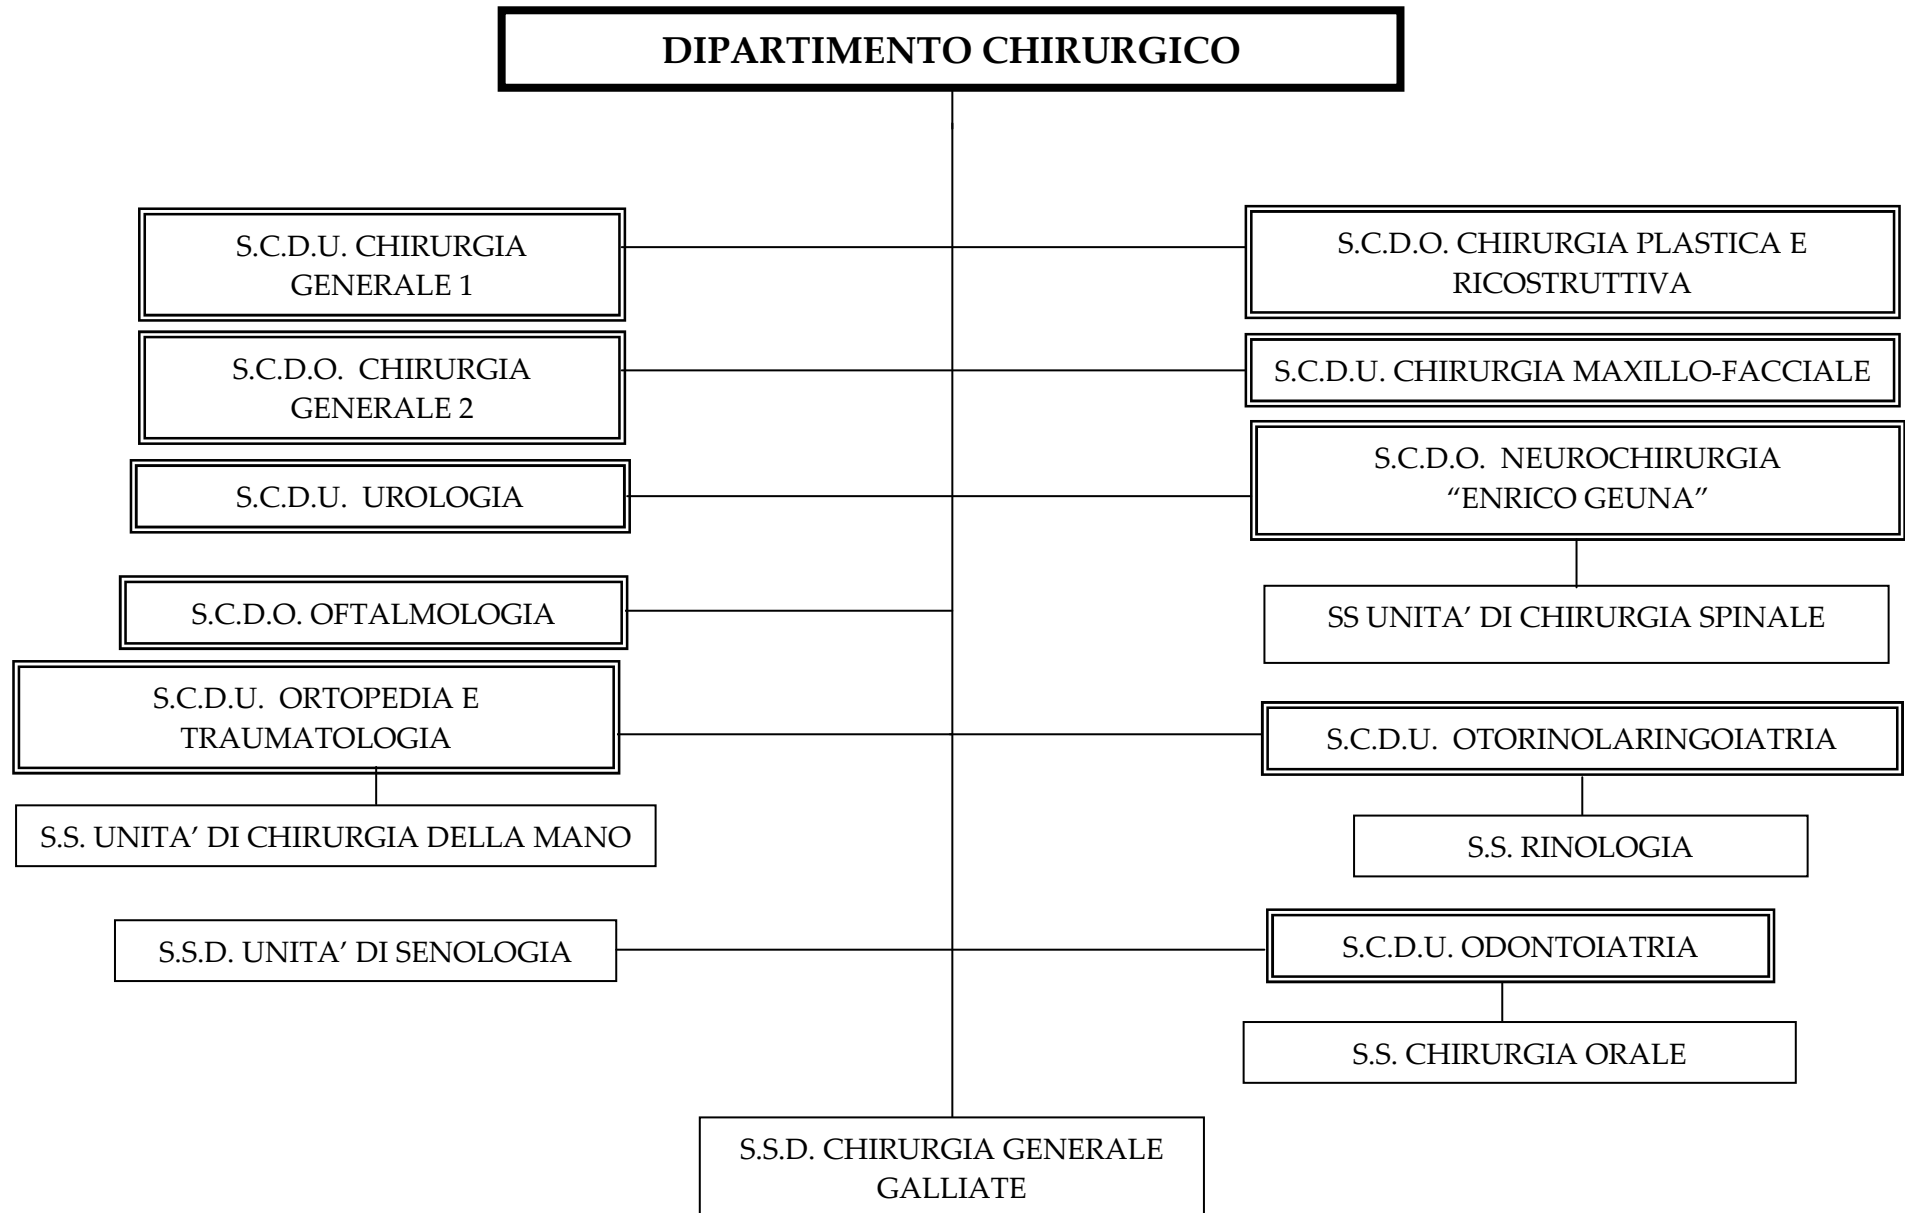 DIPARTIMENTO CHIRURGICO
S.C.D.U. CHIRURGIA
GENERALE 1
S.C.D.O. CHIRURGIA PLASTICA E
RICOSTRUTTIVA
S.C.D.O. CHIRURGIA
GENERALE 2
S.C.D.U. CHIRURGIA MAXILLO-FACCIALE
S.C.D.U. UROLOGIA
S.C.D.O. NEUROCHIRURGIA
“ENRICO GEUNA”
S.C.D.O. OFTALMOLOGIA
SS UNITA’ DI CHIRURGIA SPINALE
S.C.D.U. ORTOPEDIA E
TRAUMATOLOGIA
S.C.D.U. OTORINOLARINGOIATRIA
S.S. UNITA’ DI CHIRURGIA DELLA MANO
S.S. RINOLOGIA
S.S.D. UNITA’ DI SENOLOGIA
S.C.D.U. ODONTOIATRIA
S.S. CHIRURGIA ORALE
S.S.D. CHIRURGIA GENERALE
GALLIATE